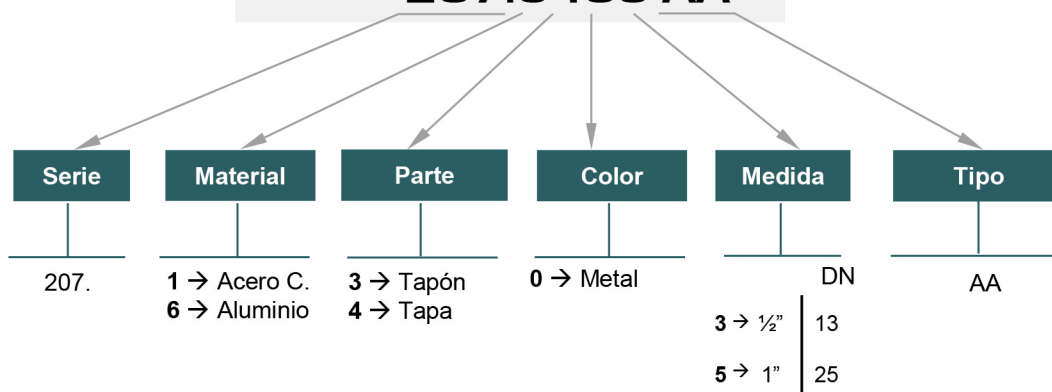 Serie
Material
Parte
Color
Medida
Tipo
207.
1 → Acero C.
6 → Aluminio
3 → Tapón
4 → Tapa
0 → Metal
DN
3 → ½” 13
5 → 1” 25
AA